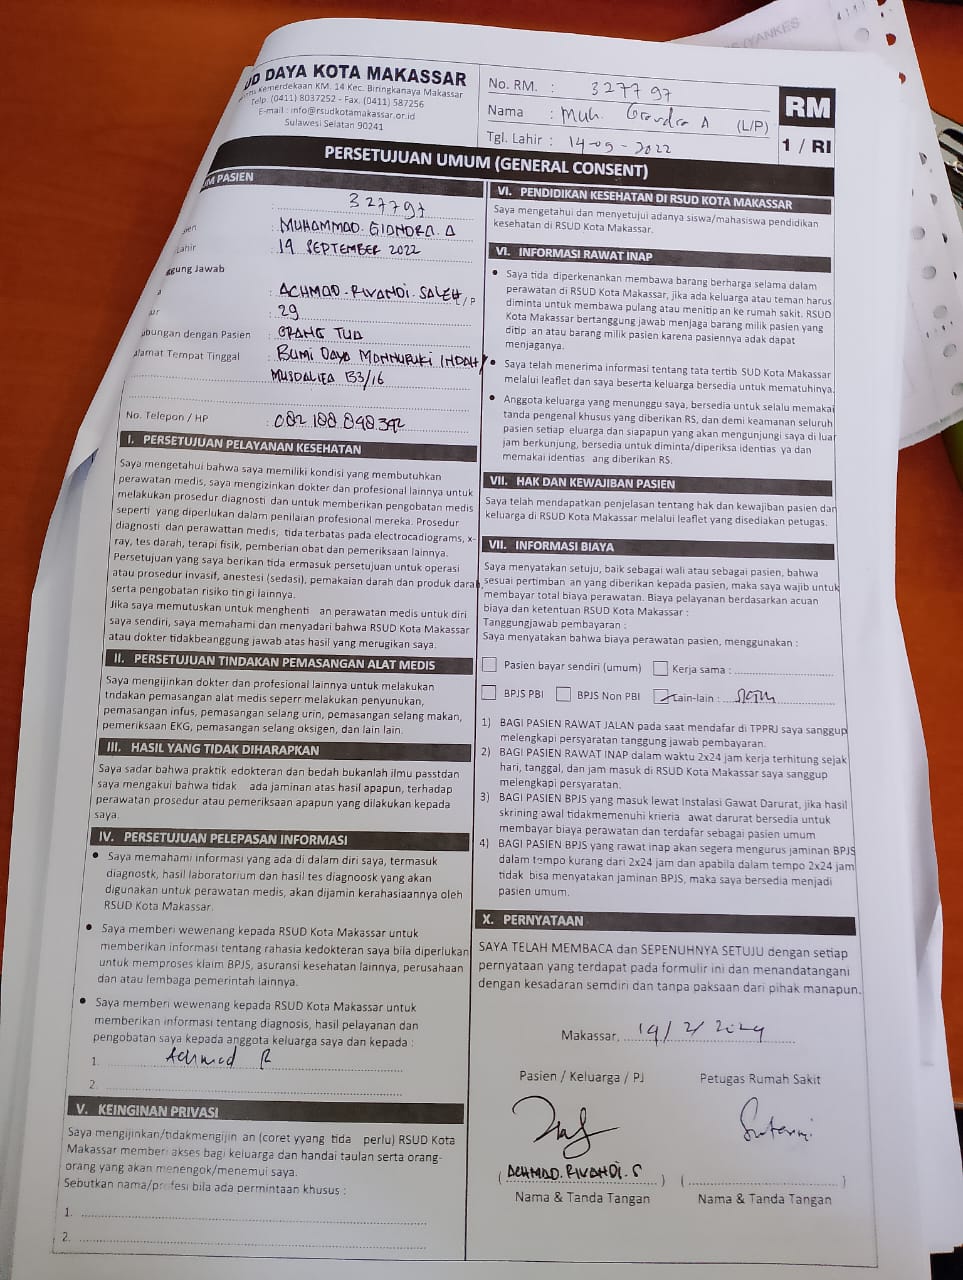 UD DAYA KOTA MAKASSAR
Kemerdekaan KM. 14 Kec. Biringkanaya Makassar
Telp. (0411) 8037252 - Fax. (0411) 587256
E-mail : info@rsudkotamakassar.or.id
Sulawesi Selatan 90241
No. RM. : 327797
Nama : Muh. A (L/P)
Tgl. Lahir : 14-09-2022
RM
1 / RI
PERSETUJUAN UMUM (GENERAL CONSENT)
PASIEN
: 327797
: MUHAMMAD. A
Lahir : 19 SEPTEMBER 2022
ggung Jawab
: ACHMAD. RIVANDI. SALEH / P
ur : 29
ubungan dengan Pasien : ORANG TUA
alamat Tempat Tinggal : BUMI DAYA INDAH/
B3/16
No. Telepon / HP : 082 188 898 392
I. PERSETUJUAN PELAYANAN KESEHATAN
Saya mengetahui bahwa saya memiliki kondisi yang membutuhkan
perawatan medis, saya mengizinkan dokter dan profesional lainnya untuk
melakukan prosedur diagnosti dan untuk memberikan pengobatan medis
seperti yang diperlukan dalam penilaian profesional mereka. Prosedur
diagnosti dan perawattan medis, tida terbatas pada electrocadiograms, x-
ray, tes darah, terapi fisik, pemberian obat dan pemeriksaan lainnya.
Persetujuan yang saya berikan tida ermasuk persetujuan untuk operasi
atau prosedur invasif, anestesi (sedasi), pemakaian darah dan produk darah,
serta pengobatan risiko tin gi lainnya.
Jika saya memutuskan untuk menghenti an perawatan medis untuk diri
saya sendiri, saya memahami dan menyadari bahwa RSUD Kota Makassar
atau dokter tidakbeanggung jawab atas hasil yang merugikan saya.
II. PERSETUJUAN TINDAKAN PEMASANGAN ALAT MEDIS
Saya mengijinkan dokter dan profesional lainnya untuk melakukan
tndakan pemasangan alat medis seperr melakukan penyunukan,
pemasangan infus, pemasangan selang urin, pemasangan selang makan,
pemeriksaan EKG, pemasangan selang oksigen, dan lain lain.
III. HASIL YANG TIDAK DIHARAPKAN
Saya sadar bahwa praktik edokteran dan bedah bukanlah ilmu passtdan
saya mengakui bahwa tidak ada jaminan ats hasil apapun, terhadap
perawatan prosedur atau pemeriksaan apapun yang dilakukan kepada
saya.
IV. PERSETUJUAN PELEPASAN INFORMASI
• Saya memahami informasi yang ada di dalam diri saya, termasuk
diagnostk, hasil laboratorium dan hasil tes diagnoosk yang akan
digunakan untuk perawatan medis, akan dijamin kerahasiaannya oleh
RSUD Kota Makassar.
• Saya memberi wewenang kepada RSUD Kota Makassar untuk
memberikan informasi tentang rahasia kedokteran saya bila diperlukan
untuk memproses klaim BPJS, asuransi kesehatan lainnya, perusahaan
dan atau lembaga pemerintah lainnya.
• Saya memberi wewenang kepada RSUD Kota Makassar untuk
memberikan informasi tentang diagnosis, hasil pelayanan dan
pengobatan saya kepada anggota keluarga saya dan kepada :
1. Achmad R
2.
V. KEINGINAN PRIVASI
Saya mengijinkan/tidakmengijin an (coret yyang tida perlu) RSUD Kota
Makassar member akses bagi keluarga dan handai taulan serta orang-
orang yang akan menengok/menemui saya.
Sebutkan nama/profesi bila ada permintaan khusus :
1.
2.
VI. PENDIDIKAN KESEHATAN DI RSUD KOTA MAKASSAR
Saya mengetahui dan menyetujui adanya siswa/mahasiswa pendidikan
kesehatan di RSUD Kota Makassar.
VI. INFORMASI RAWAT INAP
• Saya tida diperkenankan membawa barang berharga selama dalam
perawatan di RSUD Kota Makassar, jika ada keluarga atau teman harus
diminta untuk membawa pulang atau menitip an ke rumah sakit. RSUD
Kota Makassar bertanggung jawab menjaga barang milik pasien yang
ditip an atau barang milik pasien karena pasiennya adak dapat
menjaganya.
• Saya telah menerima informasi tentang tata tertib SUD Kota Makassar
melalui leaflet dan saya beserta keluarga bersedia untuk mematuhinya.
• Anggota keluarga yang menunggu saya, bersedia untuk selalu memakai
tanda pengenal khusus yang diberikan RS, dan demi keamanan seluruh
pasien setiap eluarga dan siapapun yang akan mengunjungi saya di luar
jam berkunjung, bersedia untuk diminta/diperiksa identias ya dan
memakai identias ang diberikan RS.
VII. HAK DAN KEWAJIBAN PASIEN
Saya telah mendapatkan penjelasan tentang hak dan kewajiban pasien dan
keluarga di RSUD Kota Makassar melalui leaflet yang disediakan petugas.
VII. INFORMASI BIAYA
Saya menyatakan setuju, baik sebagai wali atau sebagai pasien, bahwa
sesuai pertimban an yang diberikan kepada pasien, maka saya wajib untuk
membayar total biaya perawatan. Biaya pelayanan berdasarkan acuan
biaya dan ketentuan RSUD Kota Makassar :
Tanggungjawab pembayaran :
Saya menyatakan bahwa biaya perawatan pasien, menggunakan :
Pasien bayar sendiri (umum) Kerja sama :
BPJS PBI BPJS Non PBI Lain-lain :
1) BAGI PASIEN RAWAT JALAN pada saat mendafar di TPPRJ saya sanggup
melengkapi persyaratan tanggung jawab pembayaran.
2) BAGI PASIEN RAWAT INAP dalam waktu 2x24 jam kerja terhitung sejak
hari, tanggal, dan jam masuk di RSUD Kota Makassar saya sanggup
melengkapi persyaratan.
3) BAGI PASIEN BPJS yang masuk lewat Instalasi Gawat Darurat, jika hasil
skrining awal tidakmemenuhi krieria awat darurat bersedia untuk
membayar biaya perawatan dan terdafar sebagai pasien umum
4) BAGI PASIEN BPJS yang rawat inap akan segera mengurus jaminan BPJS
dalam tempo kurang dari 2x24 jam dan apabila dalam tempo 2x24 jam
tidak bisa menyatakan jaminan BPJS, maka saya bersedia menjadi
pasien umum.
X. PERNYATAAN
SAYA TELAH MEMBACA dan SEPENUHNYA SETUJU dengan setiap
pernyataan yang terdapat pada formulir ini dan menandatangani
dengan kesadaran semdiri dan tanpa paksaan dari pihak manapun.
Makassar, 19/2/2024
Pasien / Keluarga / PJ Petugas Rumah Sakit
(ACHMAD. RIVANDI. S) ( )
Nama & Tanda Tangan Nama & Tanda Tangan
YANKES